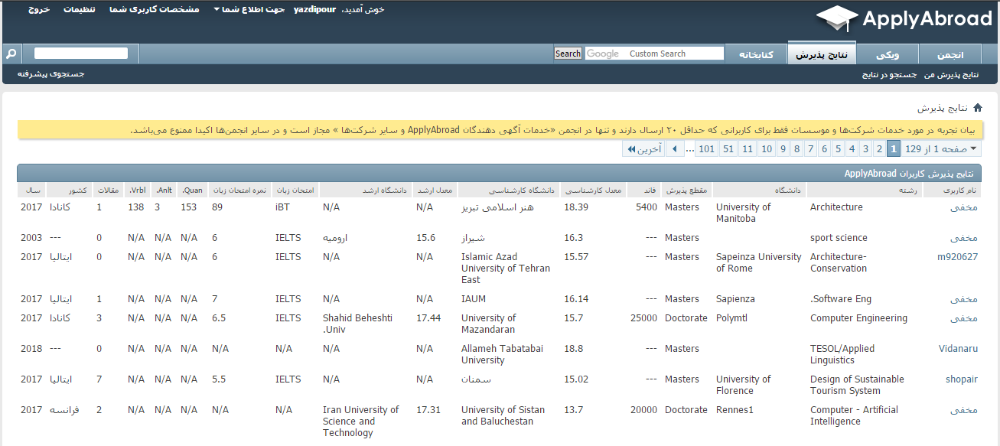 ApplyAbroad
خوش آمدید، yazdipour جهت اطلاع شما مشخصات کاربری شما تنظیمات خروج
انجمن ویکی نتایج پذیرش کتابخانه Google Custom Search Search
نتایج پذیرش من جستجو در نتایج جستجوی پیشرفته
نتایج پذیرش
بیان تجربه در مورد خدمات شرکت‌ها و موسسات فقط برای کاربرانی که حداقل ۲۰ ارسال دارند و تنها در انجمن «خدمات آگهی دهندگان ApplyAbroad و سایر شرکت‌ها » مجاز است و در سایر انجمن‌ها اکیدا ممنوع می‌باشد.
صفحه 1 از 129 1 2 3 4 5 6 7 8 9 10 11 51 101 ... آخرین
نتایج پذیرش کاربران ApplyAbroad
نام کاربری رشته دانشگاه مقطع پذیرش فاند معدل کارشناسی دانشگاه کارشناسی معدل ارشد دانشگاه ارشد امتحان زبان نمره امتحان زبان Quan. Anlt. Vrbl. مقالات کشور سال
مخفی Architecture University of Masters 5400 18.39 هنر اسلامی تبریز N/A N/A iBT 89 153 3 138 1 کانادا 2017
Manitoba
مخفی sport science Masters --- 16.3 شیراز 15.6 ارومیه IELTS 6 N/A N/A N/A 0 --- 2003
m920627 Architecture- Sapeinza University Masters --- 15.57 Islamic Azad N/A N/A IELTS 6 N/A N/A N/A 0 ایتالیا 2017
Conservation of Rome University of Tehran
East
مخفی .Software Eng Sapienza Masters --- 16.14 IAUM N/A N/A IELTS 7 N/A N/A N/A 1 ایتالیا 2017
مخفی Computer Engineering Polymtl Doctorate 25000 15.7 University of 17.44 Shahid Beheshti IELTS 6.5 N/A N/A N/A 3 کانادا 2017
Mazandaran .Univ
Vidanaru TESOL/Applied Masters --- 18.8 Allameh Tabatabai N/A N/A N/A N/A N/A N/A N/A 0 --- 2018
Linguistics University
shopair Design of Sustainable University of Masters --- 15.02 سمنان N/A N/A IELTS 5.5 N/A N/A N/A 7 ایتالیا 2017
Tourism System Florence
مخفی Computer - Artificial Rennes1 Doctorate 20000 13.7 University of Sistan 17.31 Iran University of N/A N/A N/A N/A N/A 2 فرانسه 2017
Intelligence and Baluchestan Science and
Technology